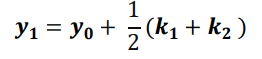 y₁ = y₀ + 1/2 (k₁ + k₂ )